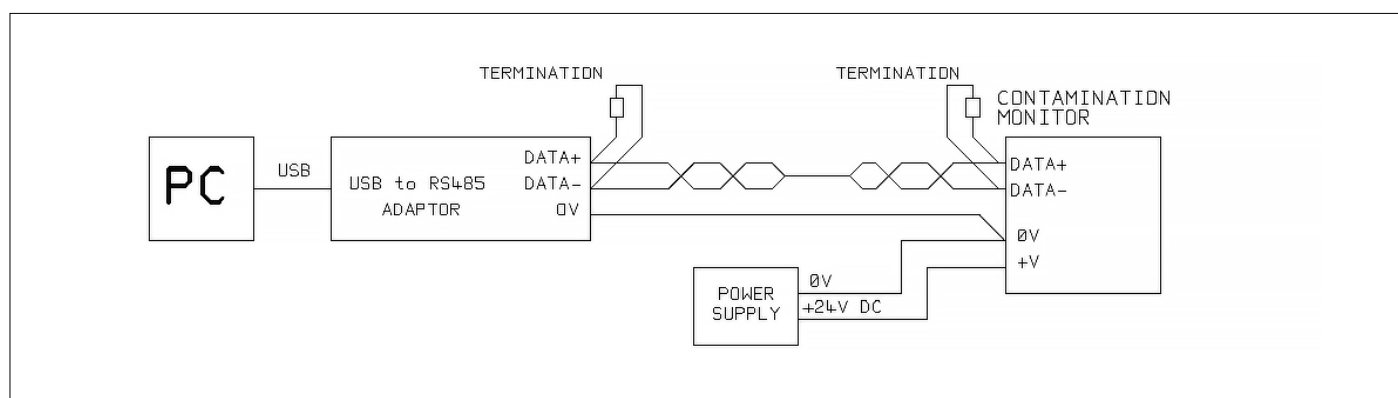 TERMINATION
TERMINATION
CONTAMINATION
MONITOR
PC
USB
USB to RS485
ADAPTOR
DATA+
DATA-
0V
DATA+
DATA-
0V
+V
POWER
SUPPLY
0V
+24V DC